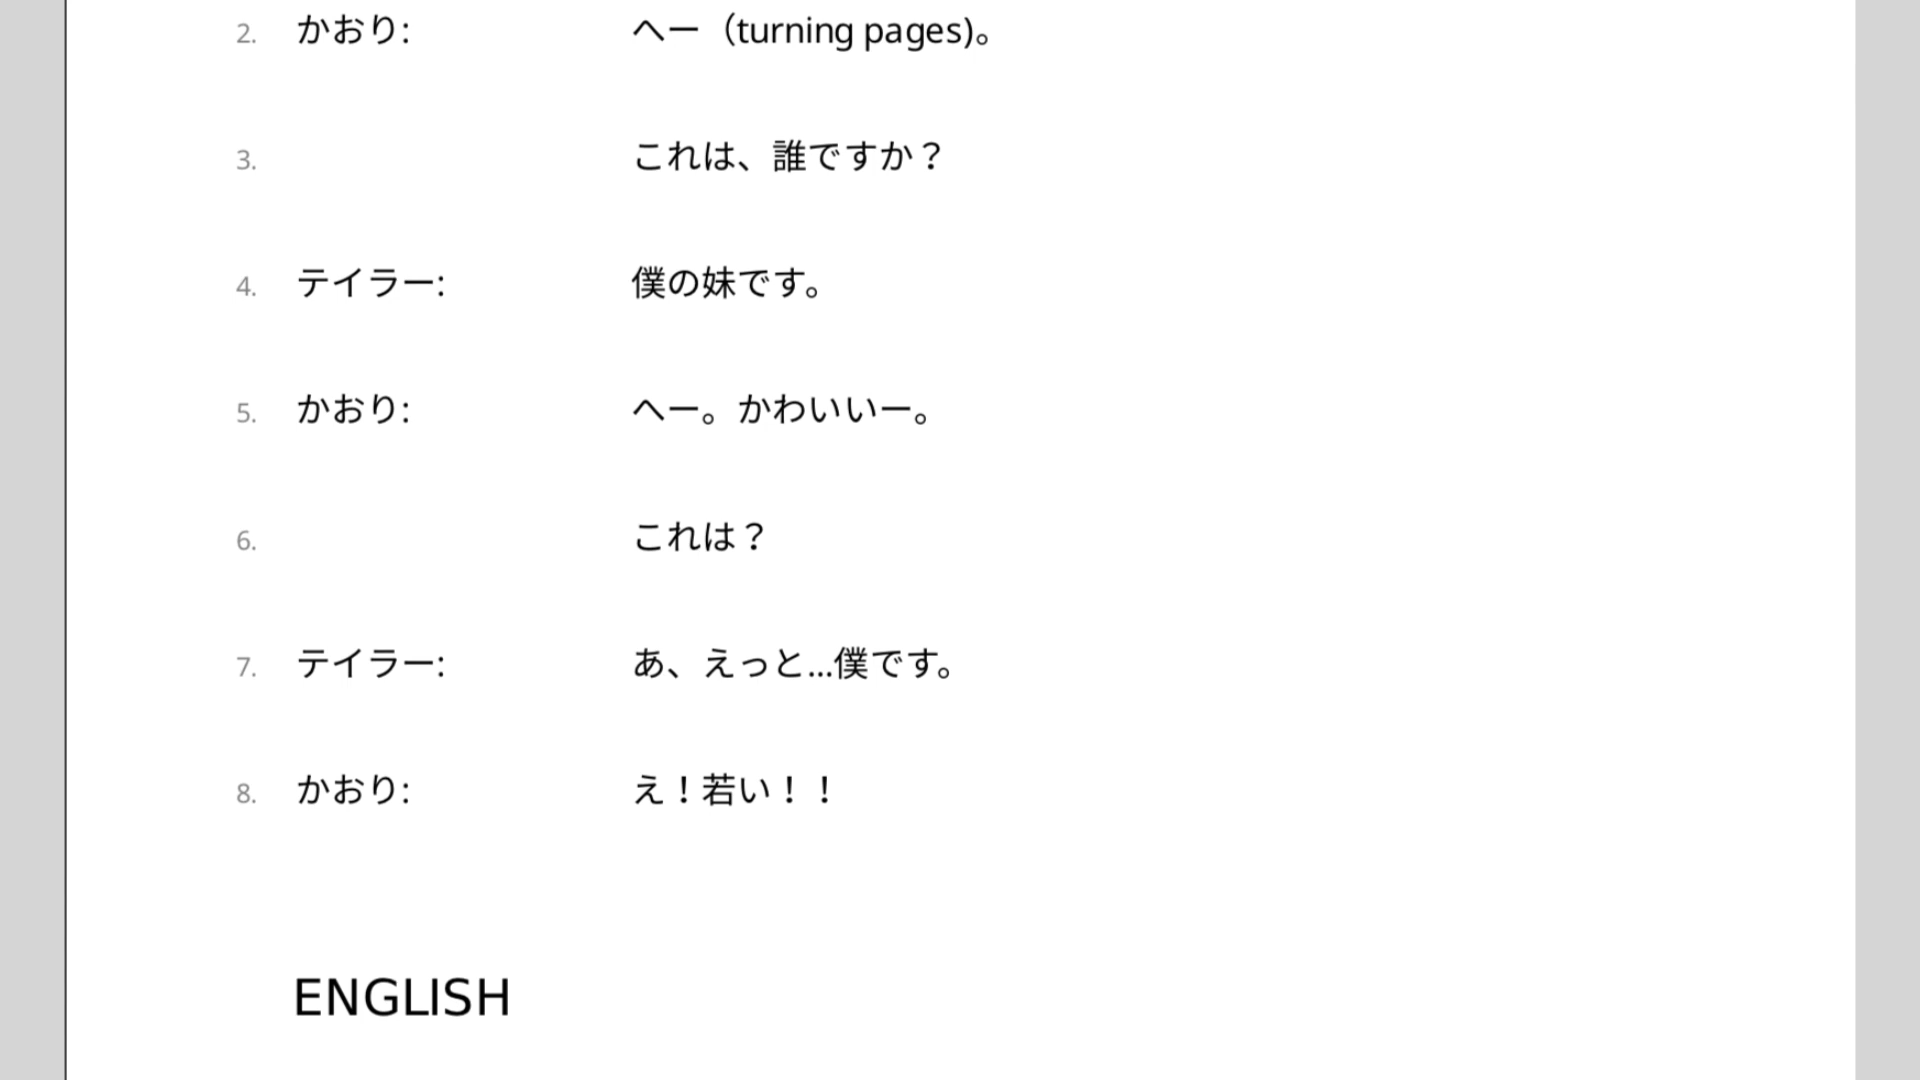 2. かおり: へー（turning pages)。
3. これは、誰ですか？
4. テイラー: 僕の妹です。
5. かおり: へー。かわいいー。
6. これは？
7. テイラー: あ、えっと...僕です。
8. かおり: え！若い！！
ENGLISH